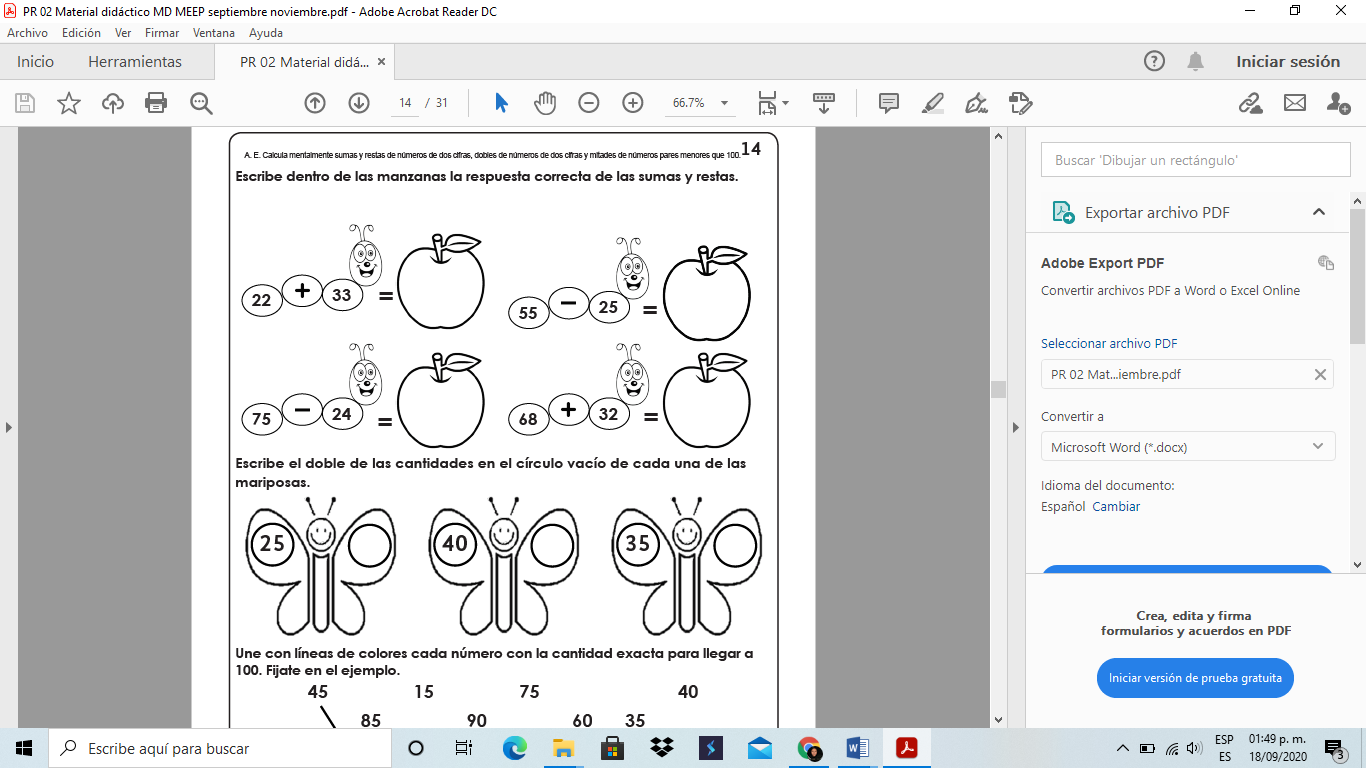 PR 02 Material didáctico MD MEEP septiembre noviembre.pdf - Adobe Acrobat Reader DC
Archivo Edición Ver Firmar Ventana Ayuda
Inicio Herramientas PR 02 Material didá... Iniciar sesión
14 / 31 66.7%
A. E. Calcula mentalmente sumas y restas de números de dos cifras, dobles de números de dos cifras y mitades de números pares menores que 100. 14
Escribe dentro de las manzanas la respuesta correcta de las sumas y restas.
22 + 33 =
55 − 25 =
75 − 24 =
68 + 32 =
Escribe el doble de las cantidades en el círculo vacío de cada una de las
mariposas.
25 40 35
Une con líneas de colores cada número con la cantidad exacta para llegar a
100. Fijate en el ejemplo.
45 15 75 40
85 90 60 35
Buscar 'Dibujar un rectángulo'
Exportar archivo PDF
Adobe Export PDF
Convertir archivos PDF a Word o Excel Online
Seleccionar archivo PDF
PR 02 Mat...iembre.pdf
Convertir a
Microsoft Word (*.docx)
Idioma del documento:
Español Cambiar
Crea, edita y firma
formularios y acuerdos en PDF
Iniciar versión de prueba gratuita
Escribe aquí para buscar
ESP 01:49 p. m.
ES 18/09/2020 3